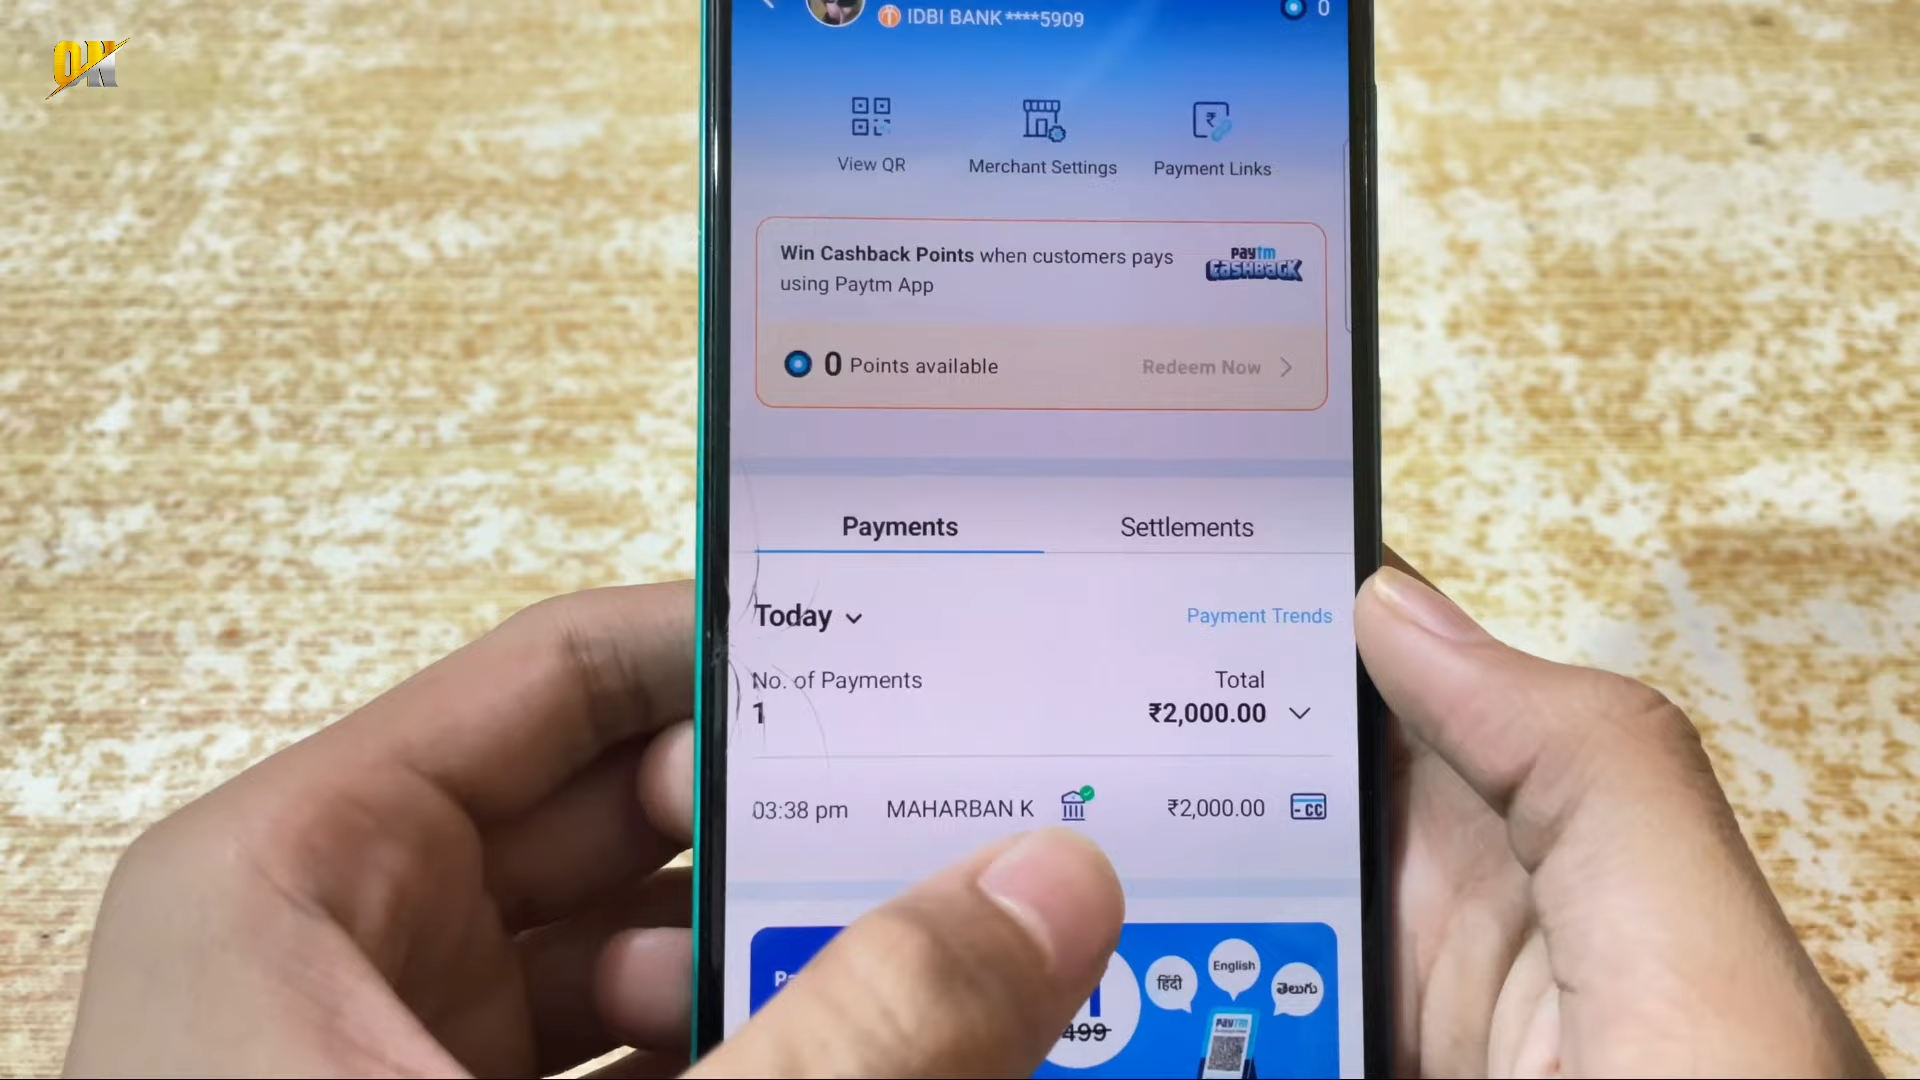 ON
IDBI BANK ****5909
0
View QR
Merchant Settings
Payment Links
Win Cashback Points when customers pays
using Paytm App
paytm
CASHBACK
0 Points available
Redeem Now
Payments
Settlements
Today
Payment Trends
No. of Payments
Total
1
₹2,000.00
03:38 pm
MAHARBAN K
₹2,000.00
CC
हिंदी
English
తెలుగు
499
paytm